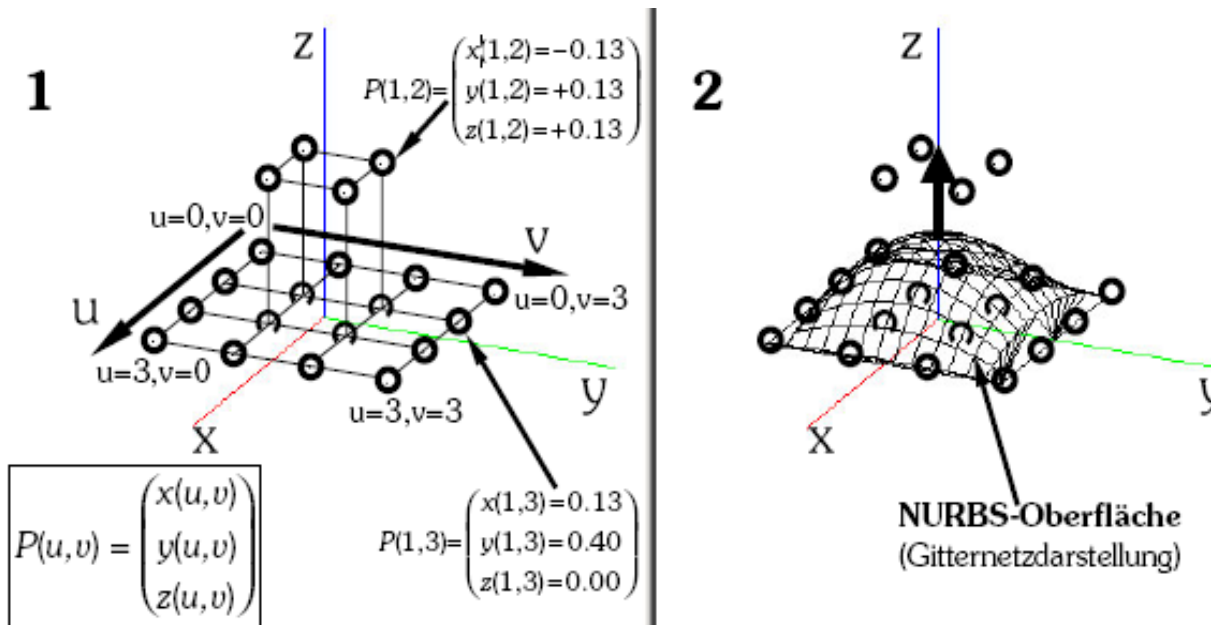 1
z
x(1,2)=-0.13
P(1,2)= y(1,2)=+0.13
z(1,2)=+0.13
u=0,v=0
v
u=0,v=3
u
u=3,v=0
y
u=3,v=3
x
x(u,v)
P(u,v) = y(u,v)
z(u,v)
x(1,3)=0.13
P(1,3)= y(1,3)=0.40
z(1,3)=0.00
2
z
y
x
NURBS-Oberfläche
(Gitternetzdarstellung)